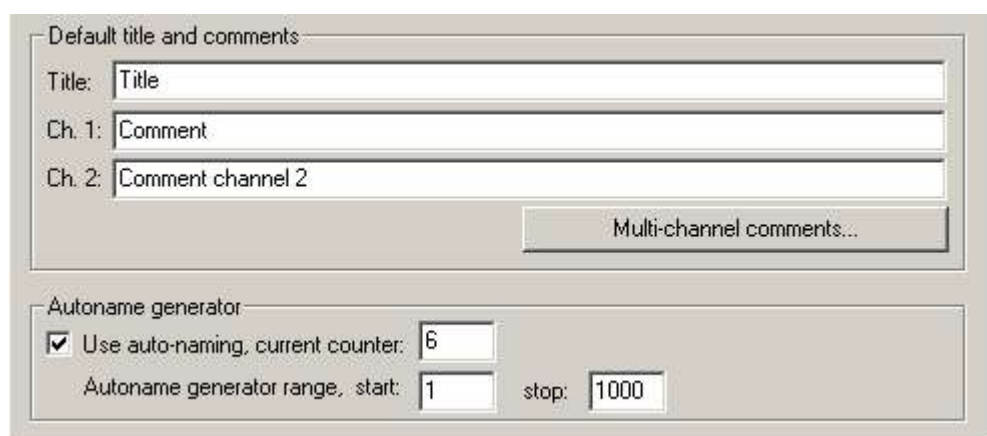 Default title and comments
Title: Title
Ch. 1: Comment
Ch. 2: Comment channel 2
Multi-channel comments...
Autoname generator
Use auto-naming, current counter: 6
Autoname generator range, start: 1 stop: 1000